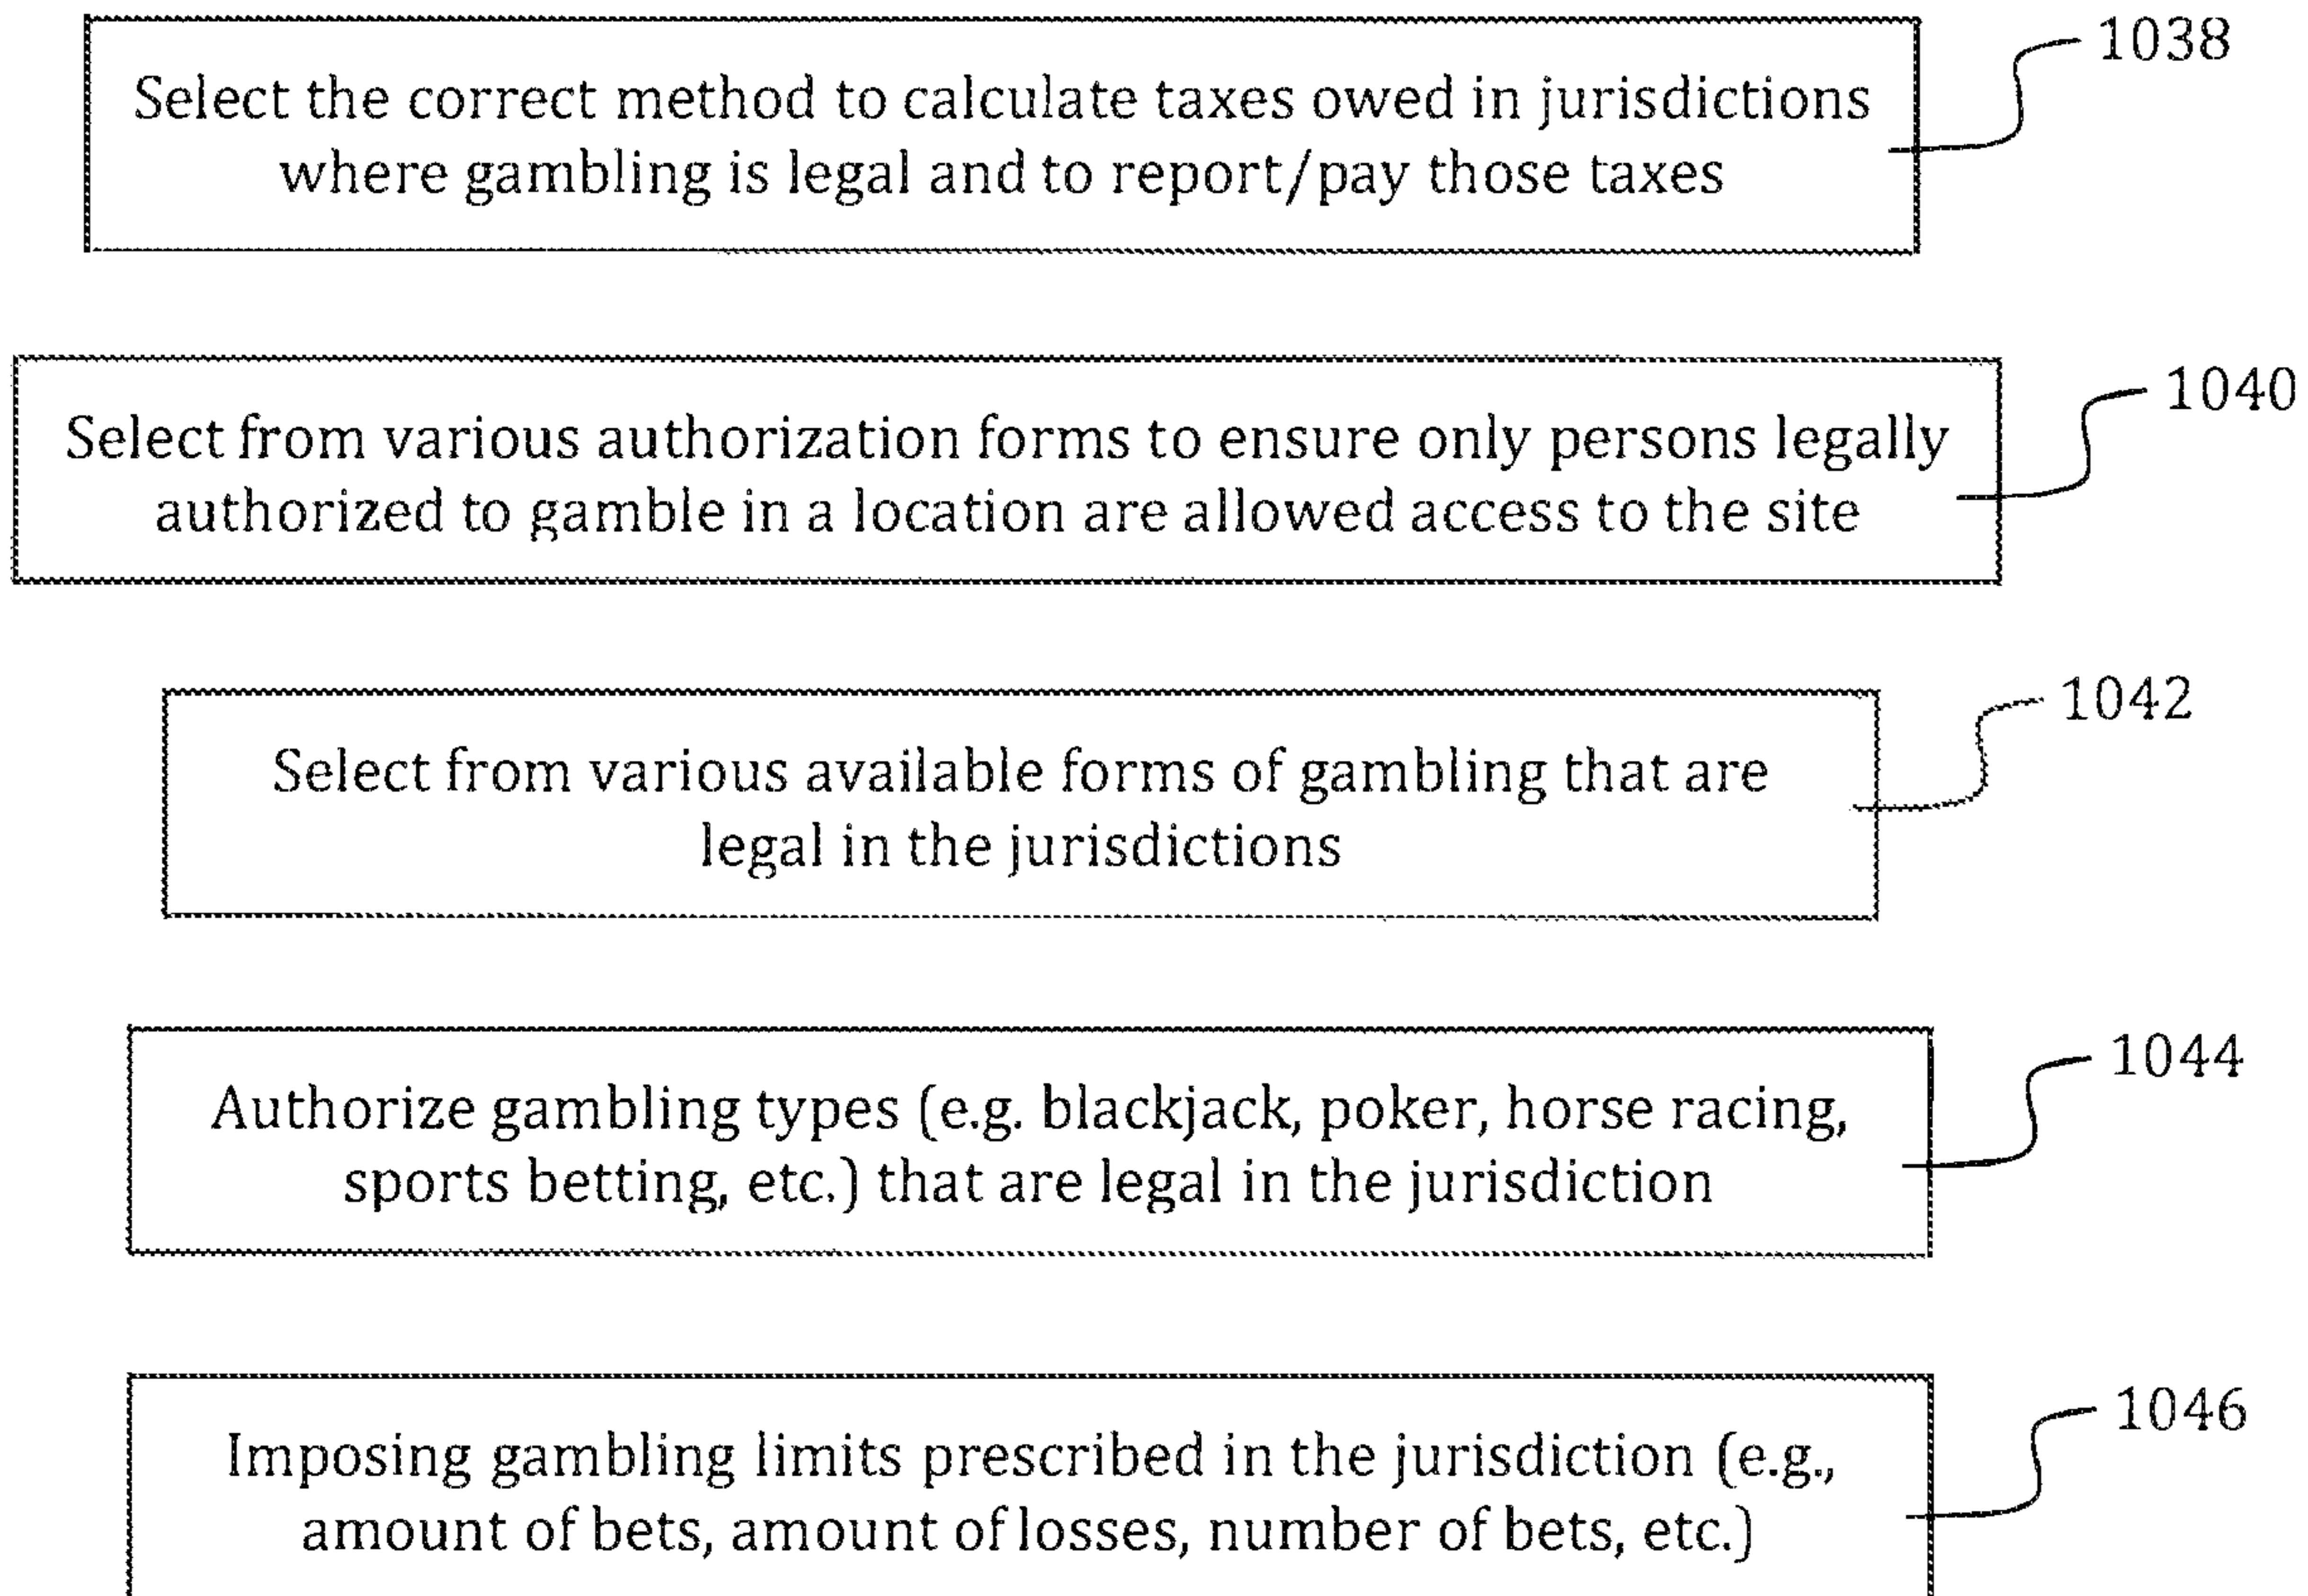 1038
Select the correct method to calculate taxes owed in jurisdictions
where gambling is legal and to report/pay those taxes
1040
Select from various authorization forms to ensure only persons legally
authorized to gamble in a location are allowed access to the site
1042
Select from various available forms of gambling that are
legal in the jurisdictions
1044
Authorize gambling types (e.g. blackjack, poker, horse racing,
sports betting, etc.) that are legal in the jurisdiction
1046
Imposing gambling limits prescribed in the jurisdiction (e.g.,
amount of bets, amount of losses, number of bets, etc.)